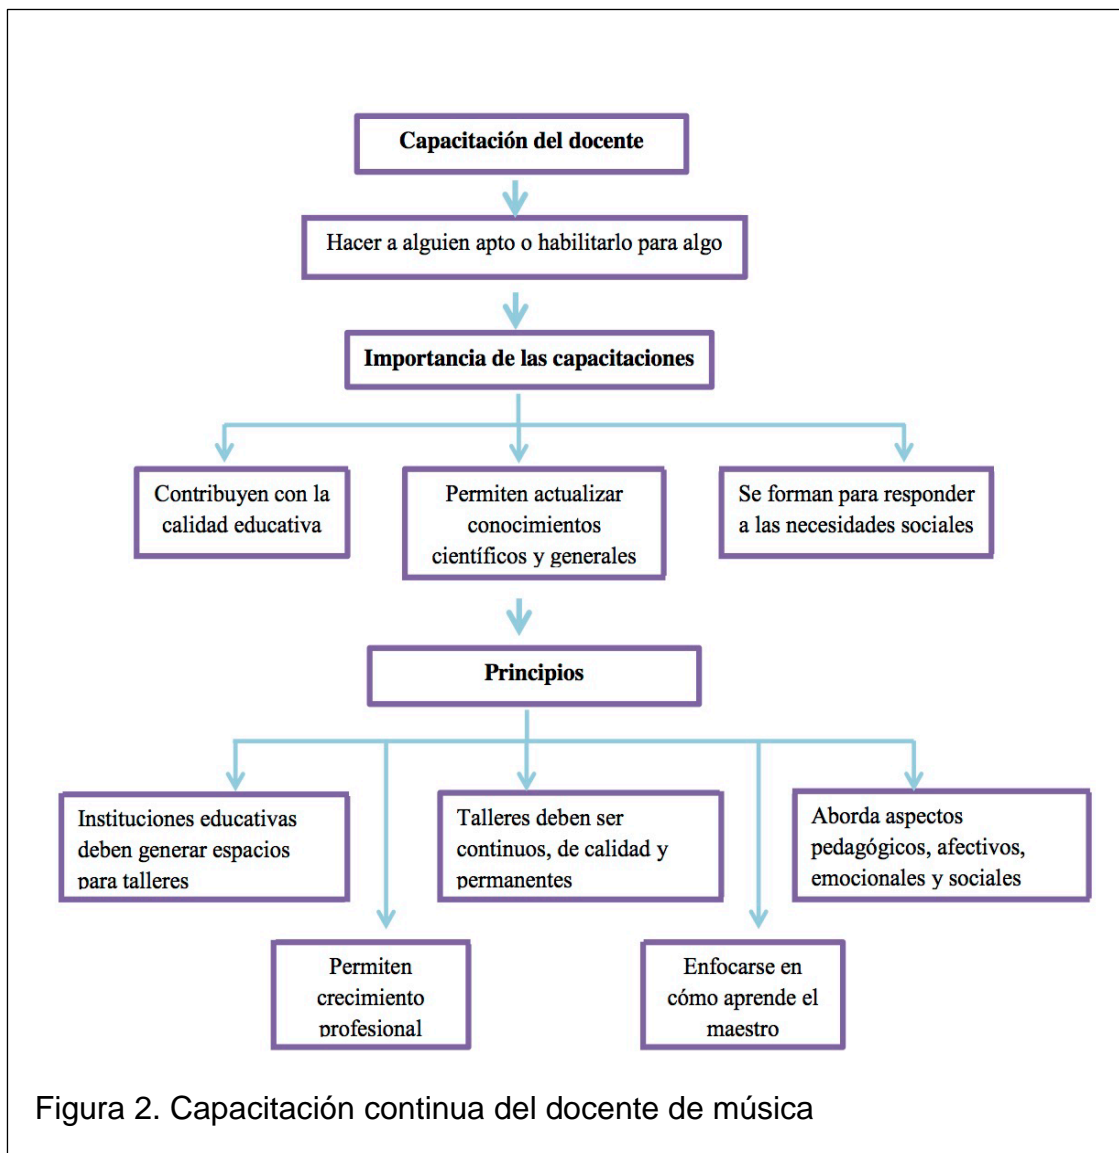 Capacitación del docente
Hacer a alguien apto o habilitarlo para algo
Importancia de las capacitaciones
Contribuyen con la
calidad educativa
Permiten actualizar
conocimientos
científicos y generales
Se forman para responder
a las necesidades sociales
Principios
Instituciones educativas
deben generar espacios
para talleres
Talleres deben ser
continuos, de calidad y
permanentes
Aborda aspectos
pedagógicos, afectivos,
emocionales y sociales
Permiten
crecimiento
profesional
Enfocarse en
cómo aprende el
maestro
Figura 2. Capacitación continua del docente de música